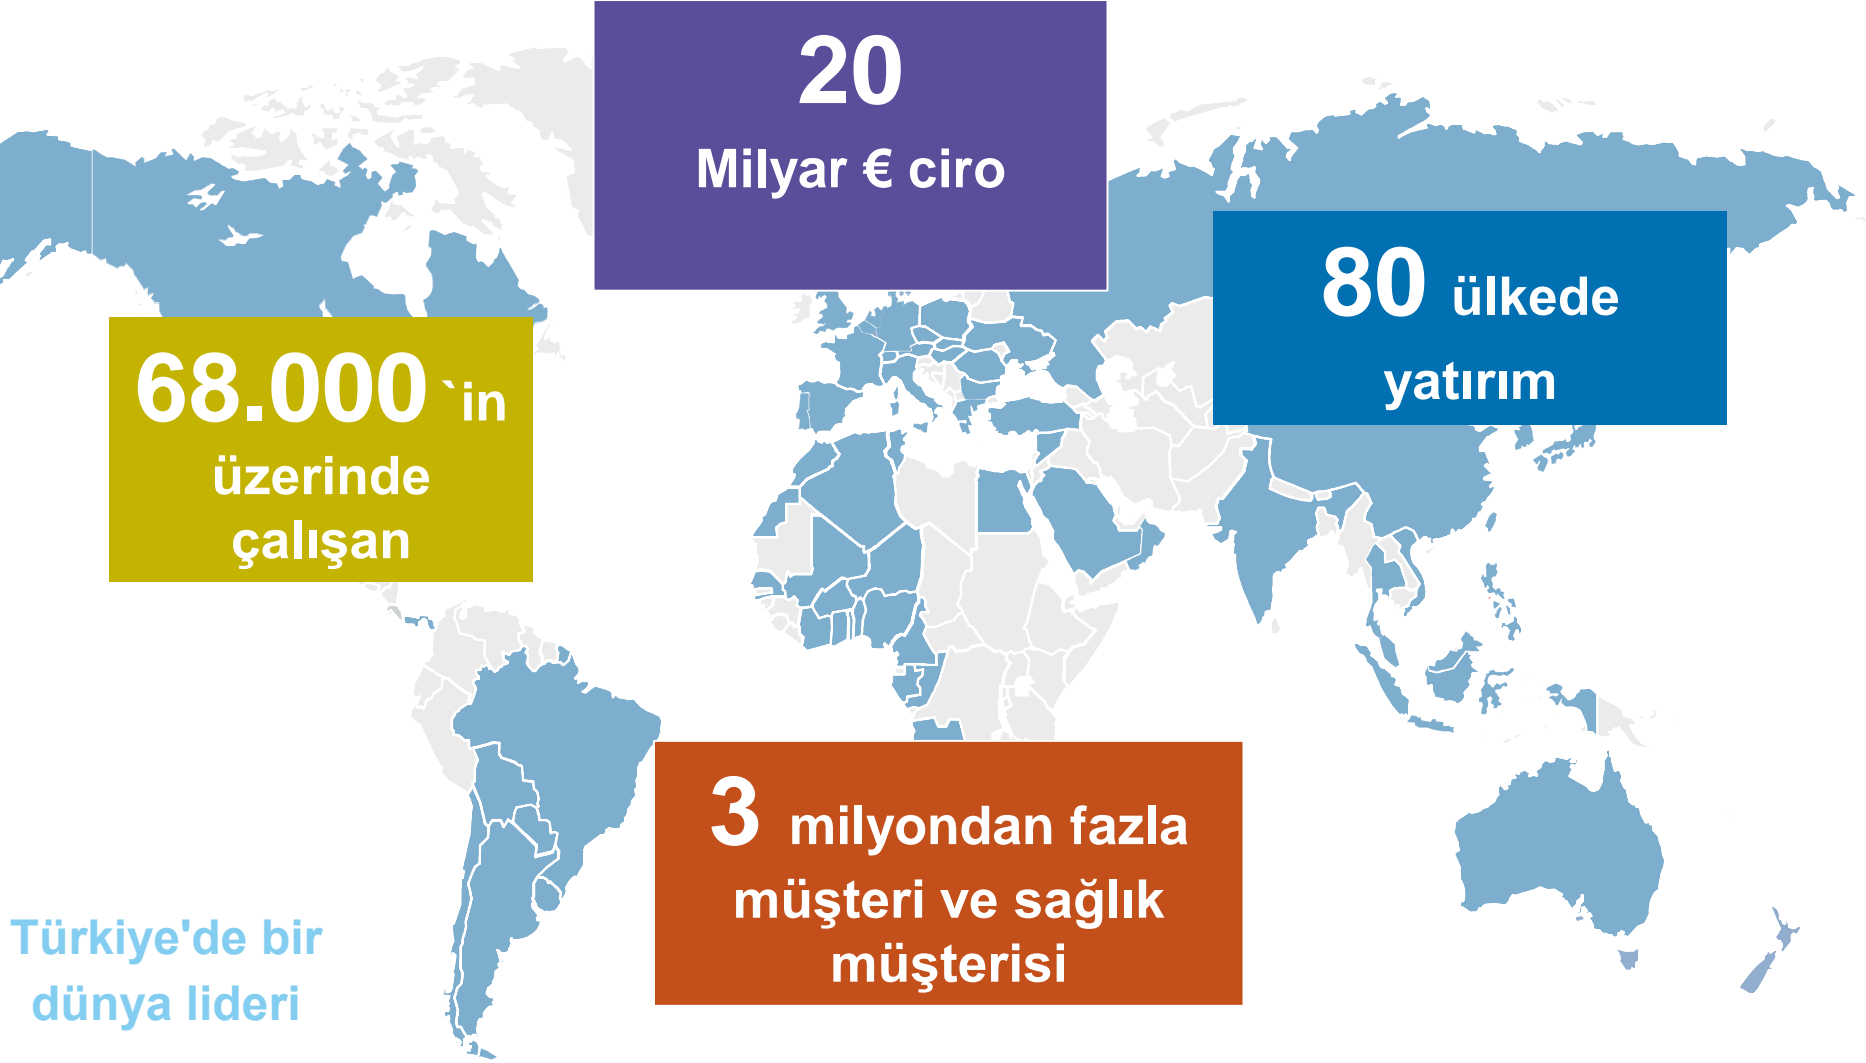 20
Milyar € ciro
80 ülkede
yatırım
68.000 `in
üzerinde
çalışan
3 milyondan fazla
müşteri ve sağlık
müşterisi
Türkiye'de bir
dünya lideri